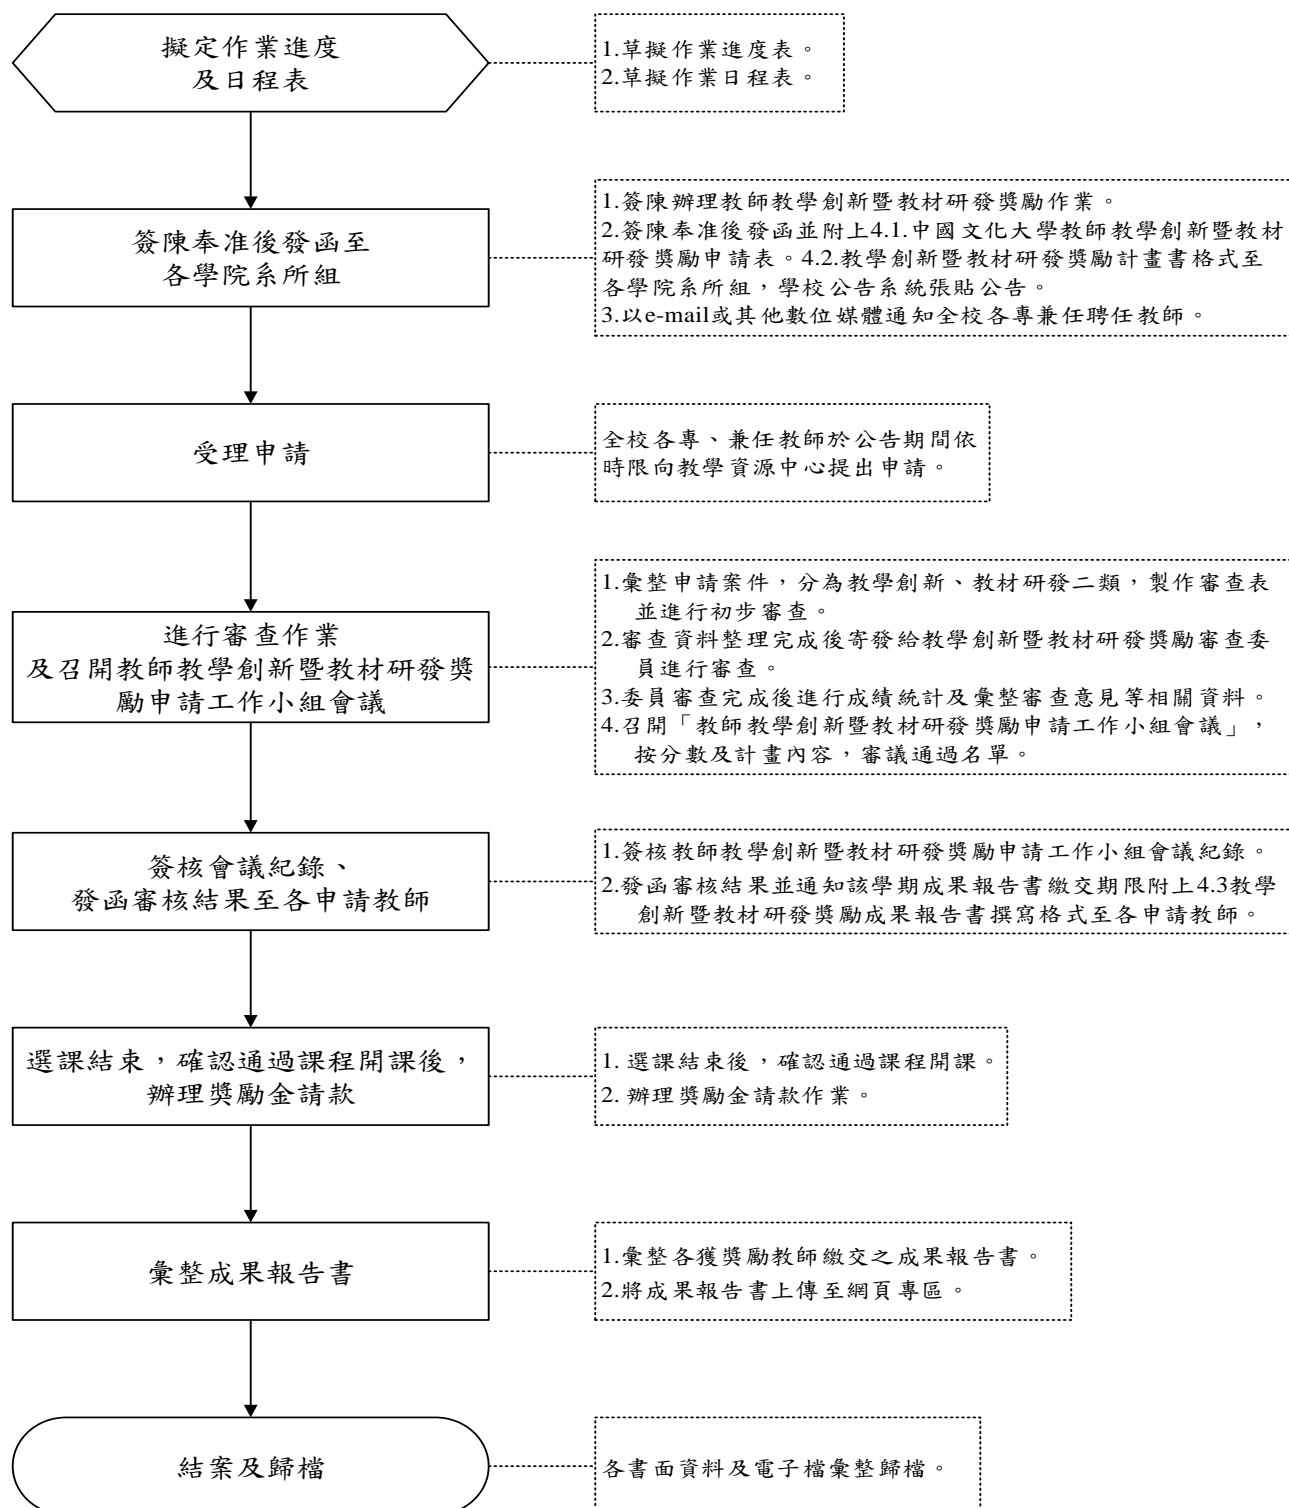 擬定作業進度
及日程表
1.草擬作業進度表。
2.草擬作業日程表。
簽陳奉准後發函至
各學院系所組
1.簽陳辦理教師教學創新暨教材研發獎勵作業。
2.簽陳奉准後發函並附上4.1.中國文化大學教師教學創新暨教材
研發獎勵申請表。4.2.教學創新暨教材研發獎勵計畫書格式至
各學院系所組,學校公告系統張貼公告。
3.以e-mail或其他數位媒體通知全校各專兼任聘任教師。
受理申請
全校各專、兼任教師於公告期間依
時限向教學資源中心提出申請。
進行審查作業
及召開教師教學創新暨教材研發獎
勵申請工作小組會議
1.彙整申請案件,分為教學創新、教材研發二類,製作審查表
並進行初步審查。
2.審查資料整理完成後寄發給教學創新暨教材研發獎勵審查委
員進行審查。
3.委員審查完成後進行成績統計及彙整審查意見等相關資料。
4.召開「教師教學創新暨教材研發獎勵申請工作小組會議」,
按分數及計畫內容,審議通過名單。
簽核會議紀錄、
發函審核結果至各申請教師
1.簽核教師教學創新暨教材研發獎勵申請工作小組會議紀錄。
2.發函審核結果並通知該學期成果報告書繳交期限附上4.3教學
創新暨教材研發獎勵成果報告書撰寫格式至各申請教師。
選課結束,確認通過課程開課後,
辦理獎勵金請款
1. 選課結束後,確認通過課程開課。
2. 辦理獎勵金請款作業。
彙整成果報告書
1.彙整各獲獎勵教師繳交之成果報告書。
2.將成果報告書上傳至網頁專區。
結案及歸檔
各書面資料及電子檔彙整歸檔。